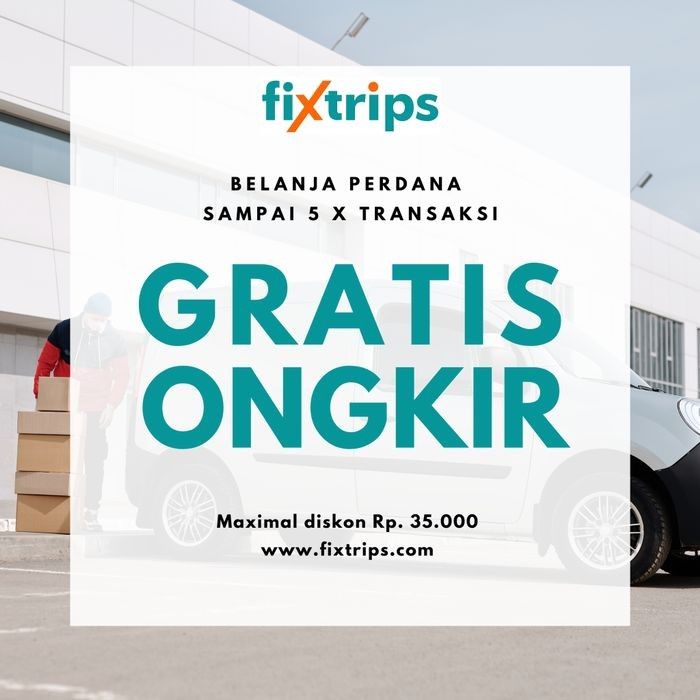 fixtrips
BELANJA PERDANA
SAMPAI 5 X TRANSAKSI
GRATIS
ONGKIR
Maximal diskon Rp. 35.000
www.fixtrips.com